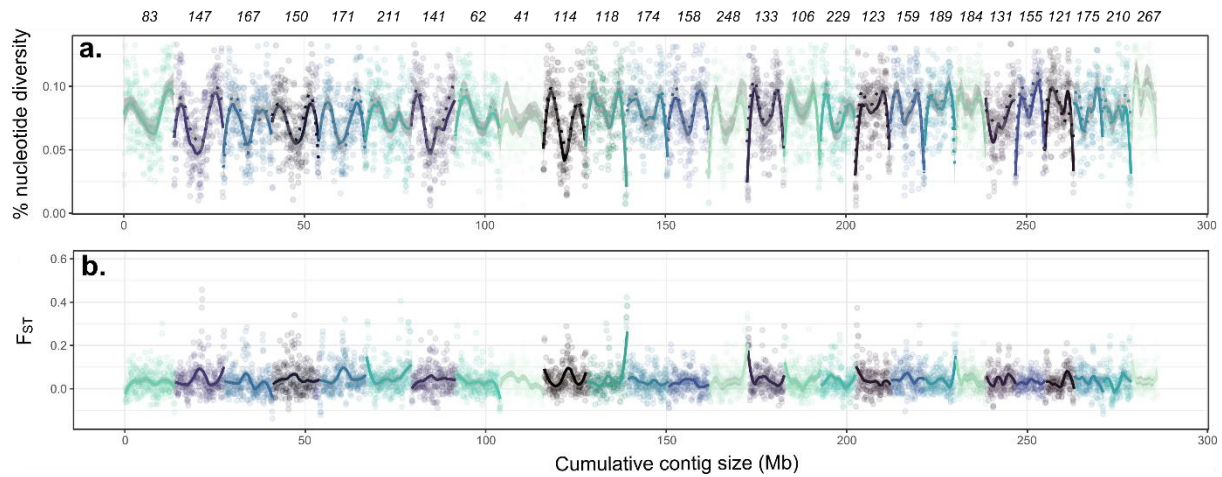 83 147 167 150 171 211 141 62 41 114 118 174 158 248 133 106 229 123 159 189 184 131 155 121 175 210 267
a.
% nucleotide diversity
0.10
0.05
0.00
0 50 100 150 200 250 300
b.
FST
0.6
0.4
0.2
0.0
0 50 100 150 200 250 300
Cumulative contig size (Mb)